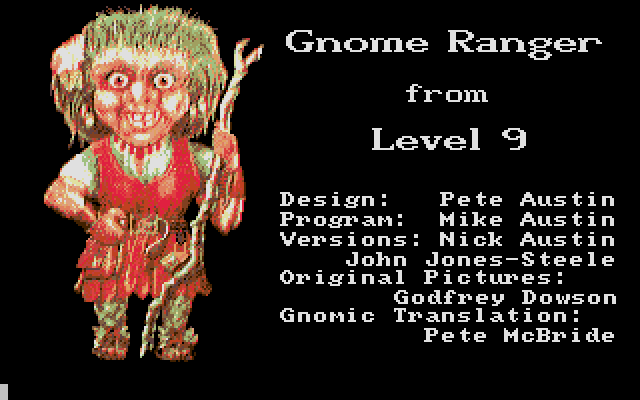 Gnome Ranger
from
Level 9
Design: Pete Austin
Program: Mike Austin
Versions: Nick Austin
John Jones-Steele
Original Pictures:
Godfrey Dowson
Gnomic Translation:
Pete McBride